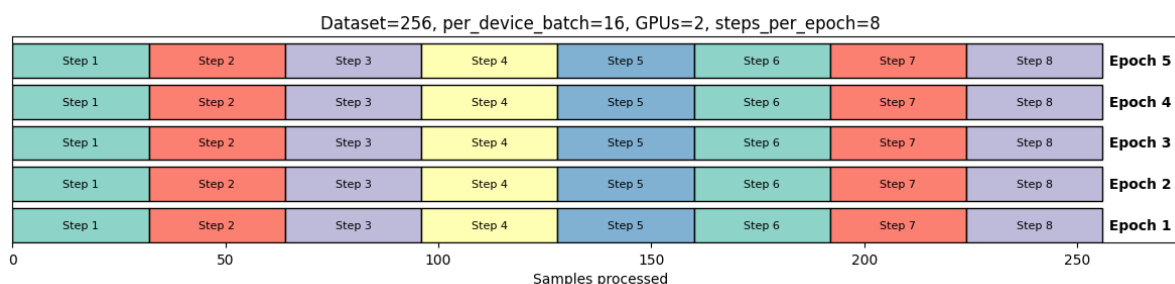 Dataset=256, per_device_batch=16, GPUs=2, steps_per_epoch=8
Step 1 Step 2 Step 3 Step 4 Step 5 Step 6 Step 7 Step 8 Epoch 5
Step 1 Step 2 Step 3 Step 4 Step 5 Step 6 Step 7 Step 8 Epoch 4
Step 1 Step 2 Step 3 Step 4 Step 5 Step 6 Step 7 Step 8 Epoch 3
Step 1 Step 2 Step 3 Step 4 Step 5 Step 6 Step 7 Step 8 Epoch 2
Step 1 Step 2 Step 3 Step 4 Step 5 Step 6 Step 7 Step 8 Epoch 1
0 50 100 150 200 250
Samples processed